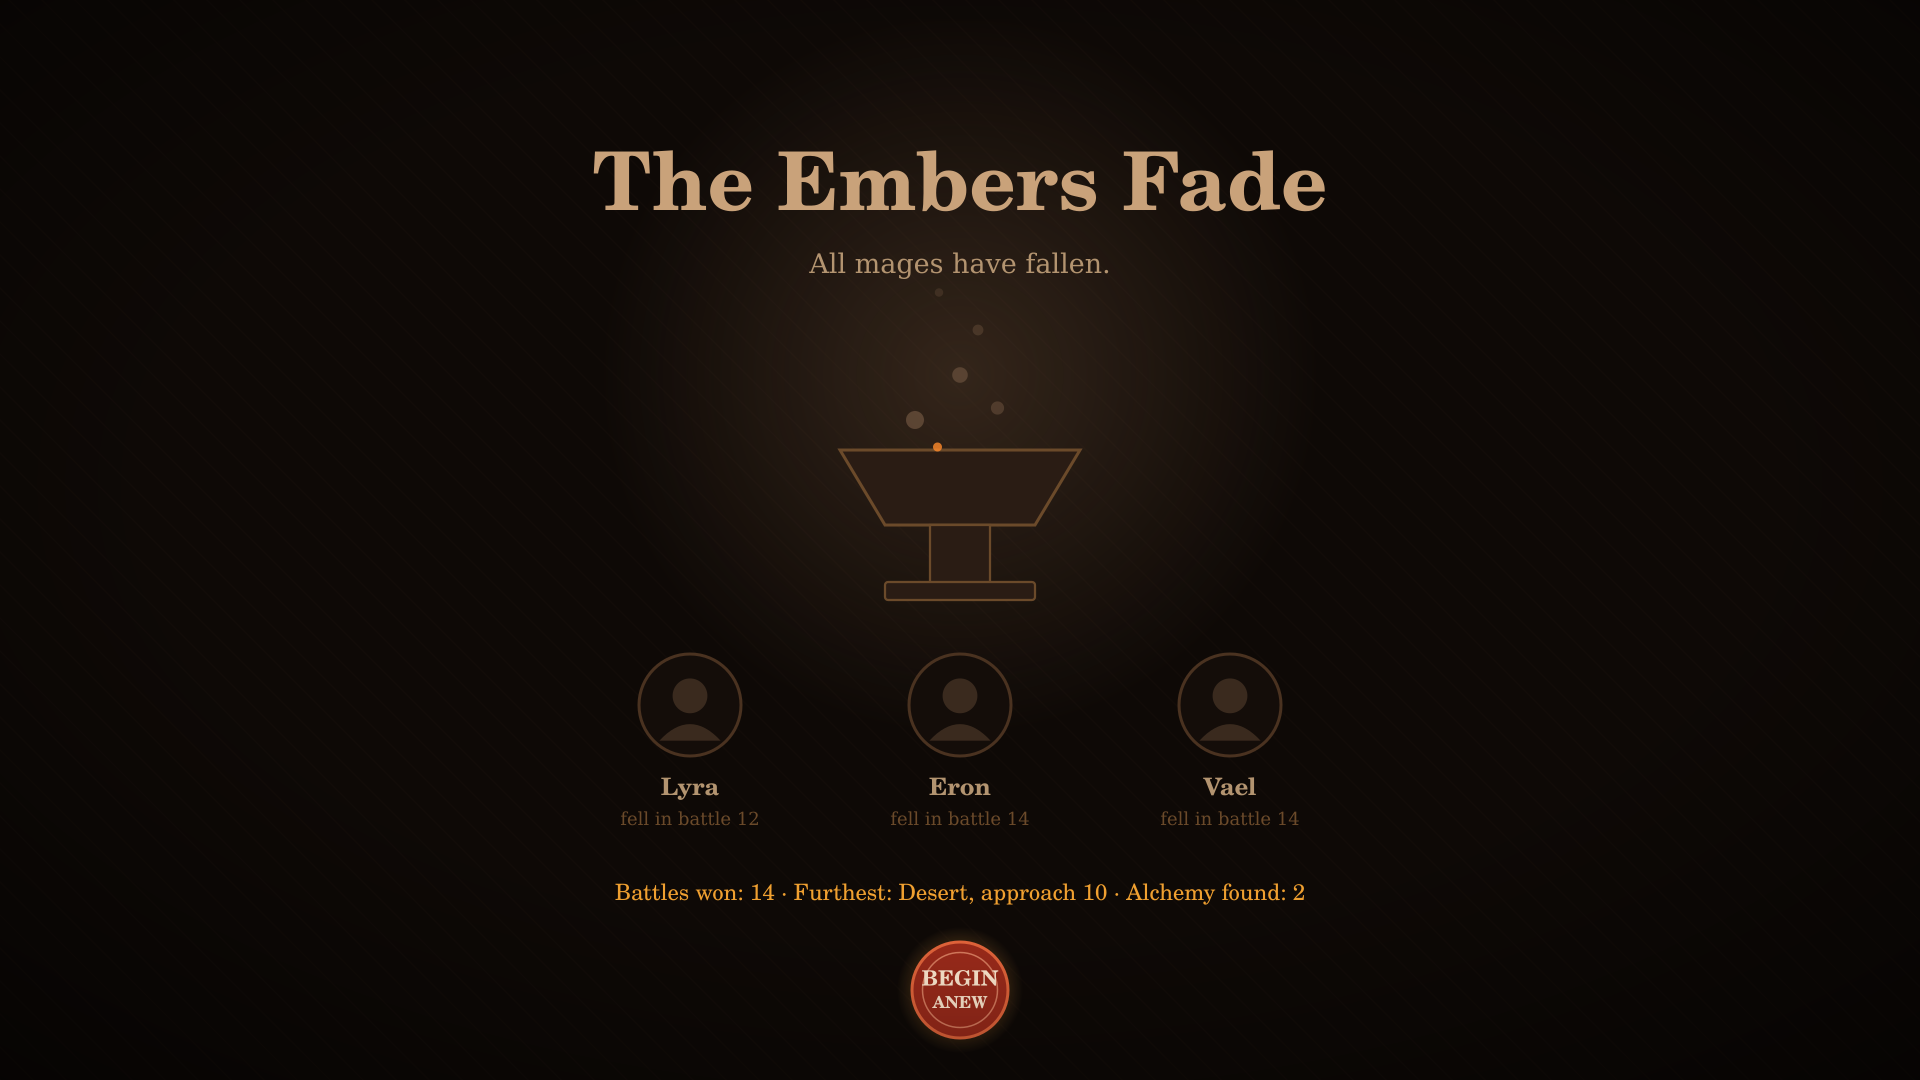 The Embers Fade
All mages have fallen.
Lyra
fell in battle 12
Eron
fell in battle 14
Vael
fell in battle 14
Battles won: 14 · Furthest: Desert, approach 10 · Alchemy found: 2
BEGIN
ANEW